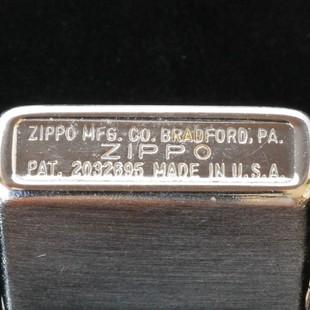 ZIPPO MFG. CO. BRADFORD, PA.
ZIPPO
PAT. 2032695 MADE IN U.S.A.